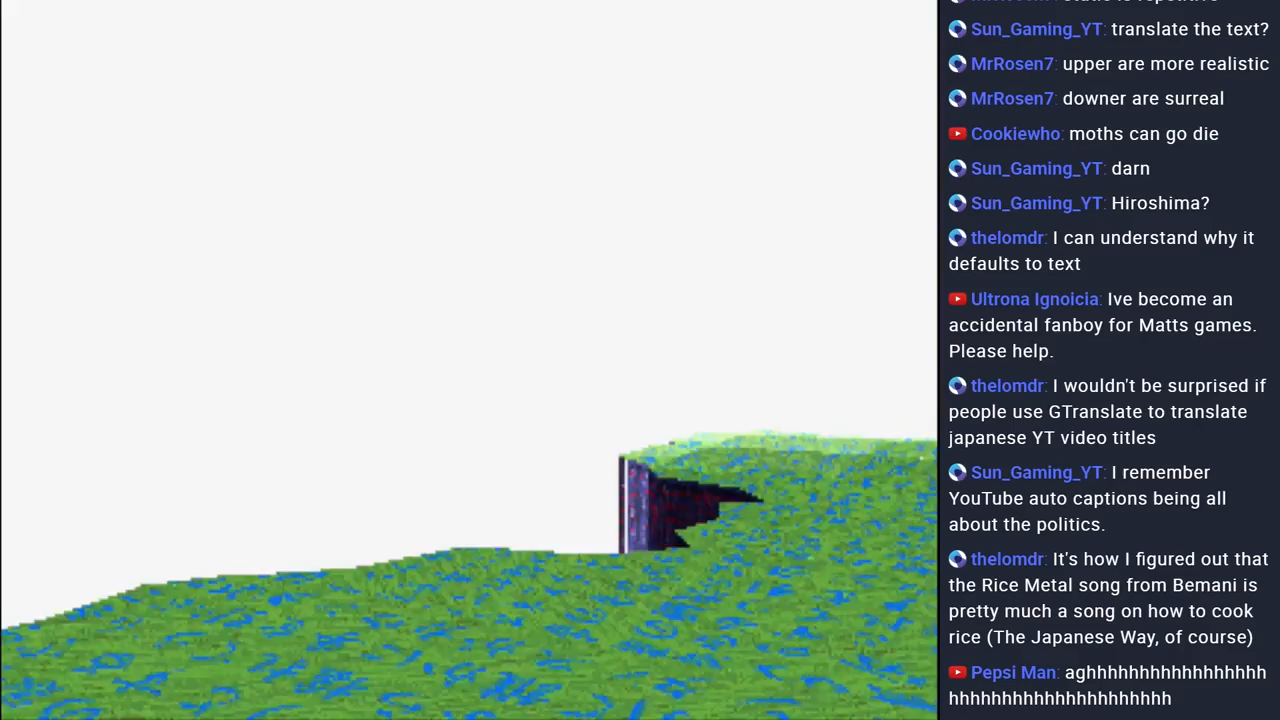 Sun_Gaming_YT: translate the text?
MrRosen7: upper are more realistic
MrRosen7: downer are surreal
Cookiewho: moths can go die
Sun_Gaming_YT: darn
Sun_Gaming_YT: Hiroshima?
thelomdr: I can understand why it
defaults to text
Ultrona Ignoicia: Ive become an
accidental fanboy for Matts games.
Please help.
thelomdr: I wouldn't be surprised if
people use GTranslate to translate
japanese YT video titles
Sun_Gaming_YT: I remember
YouTube auto captions being all
about the politics.
thelomdr: It's how I figured out that
the Rice Metal song from Bemani is
pretty much a song on how to cook
rice (The Japanese Way, of course)
Pepsi Man: aghhhhhhhhhhhhhhhhh
hhhhhhhhhhhhhhhhhhhhh